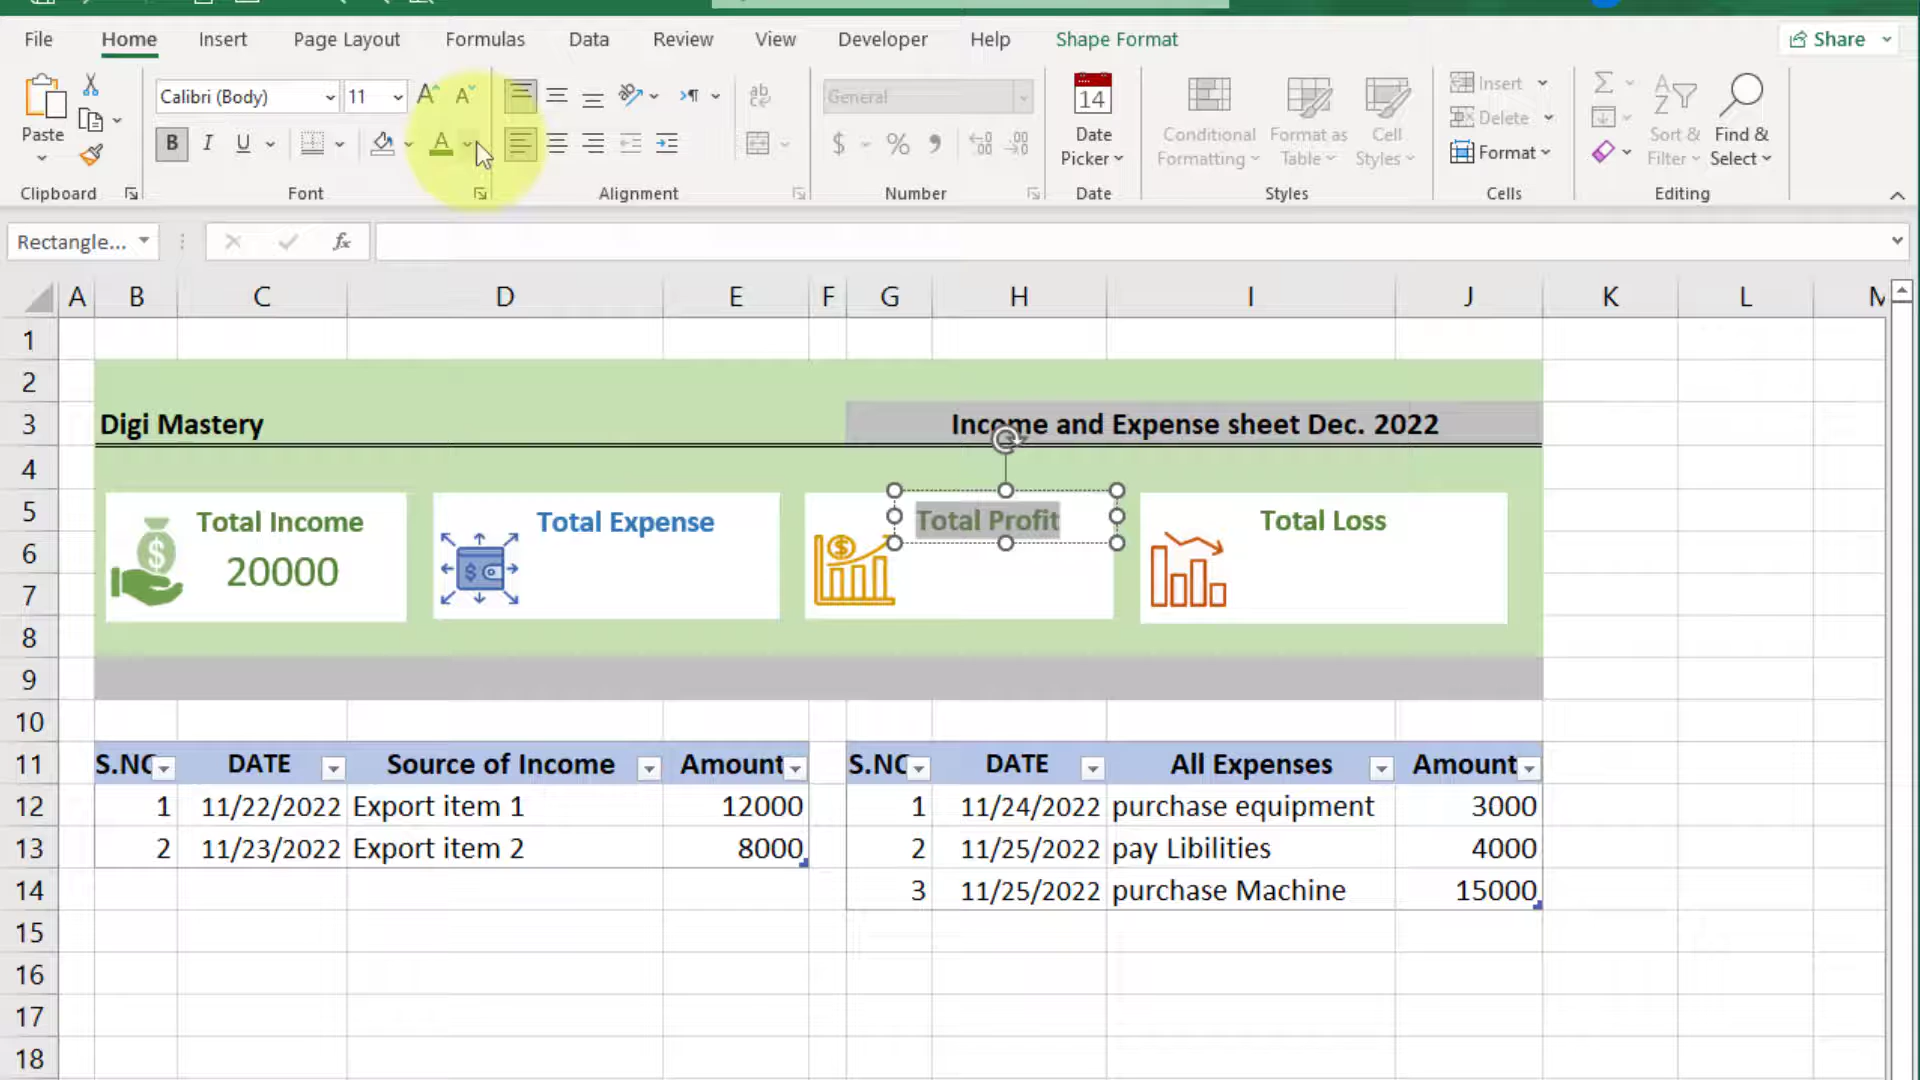 File Home Insert Page Layout Formulas Data Review View Developer Help Shape Format Share
Paste
Calibri (Body) 11
B I U A
ab
General
$ % 9
14
Date
Picker
Conditional
Formatting
Format as
Table
Cell
Styles
Insert
Delete
Format
Sort &
Filter
Find &
Select
Clipboard Font Alignment Number Date Styles Cells Editing
Rectangle... fx
A B C D E F G H I J K L M
1
2
3 Digi Mastery Income and Expense sheet Dec. 2022
4
5 Total Income Total Expense Total Profit Total Loss
6
20000
7
8
9
10
11 S.NO DATE Source of Income Amount S.NO DATE All Expenses Amount
12 1 11/22/2022 Export item 1 12000 1 11/24/2022 purchase equipment 3000
13 2 11/23/2022 Export item 2 8000 2 11/25/2022 pay Libilities 4000
14 3 11/25/2022 purchase Machine 15000
15
16
17
18